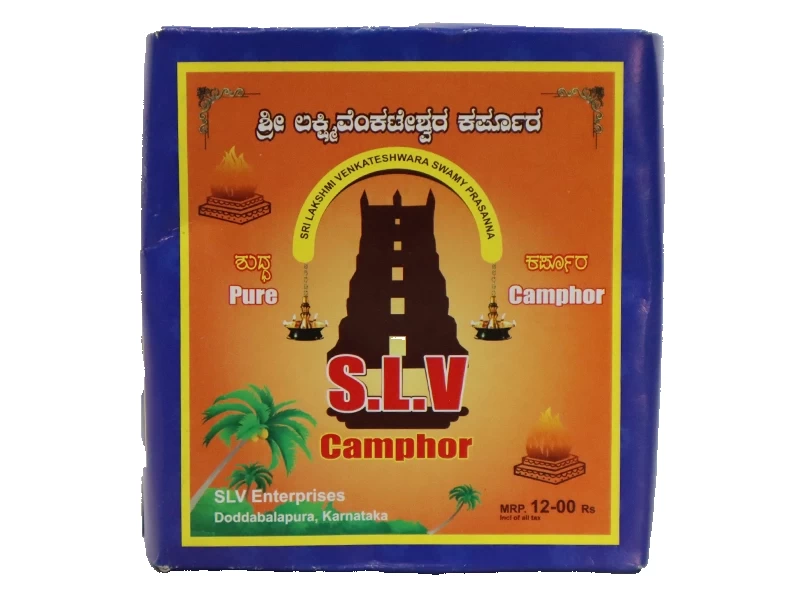 ಶ್ರೀ ಲಕ್ಷ್ಮಿವೆಂಕಟೇಶ್ವರ ಕರ್ಪೂರ
SRI LAKSHMI VENKATESHWARA SWAMY PRASANNA
ಶುದ್ಧ
Pure
ಕರ್ಪೂರ
Camphor
S.L.V
Camphor
SLV Enterprises
Doddabalapura, Karnataka
MRP. 12-00 Rs
Incl of all tax